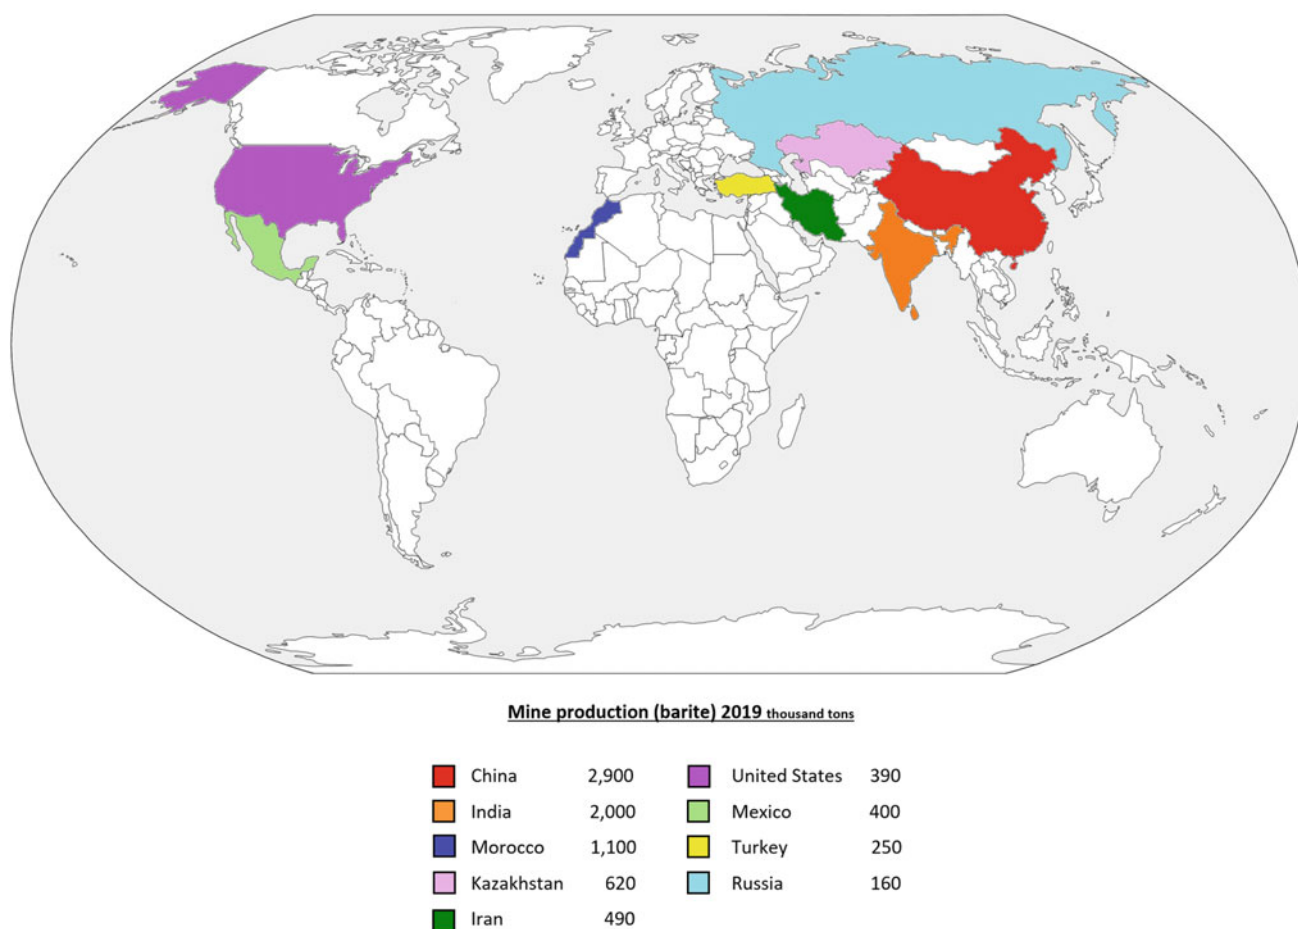 Mine production (barite) 2019 thousand tons
China 2,900
India 2,000
Morocco 1,100
Kazakhstan 620
Iran 490
United States 390
Mexico 400
Turkey 250
Russia 160